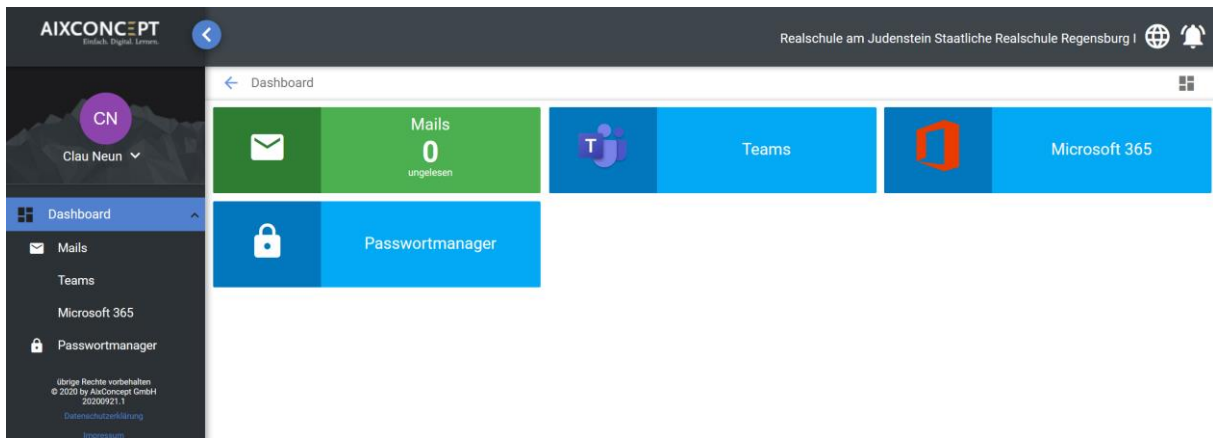 AIXCONCEPT
Einfach. Digital. Lernen.
Realschule am Judenstein Staatliche Realschule Regensburg I
CN
Clau Neun
Dashboard
Mails
0
ungelesen
T
Teams
Microsoft 365
Passwortmanager
Dashboard
Mails
Teams
Microsoft 365
Passwortmanager
übrige Rechte vorbehalten
© 2020 by AixConcept GmbH
20200921.1
Datenschutzerklärung
Impressum